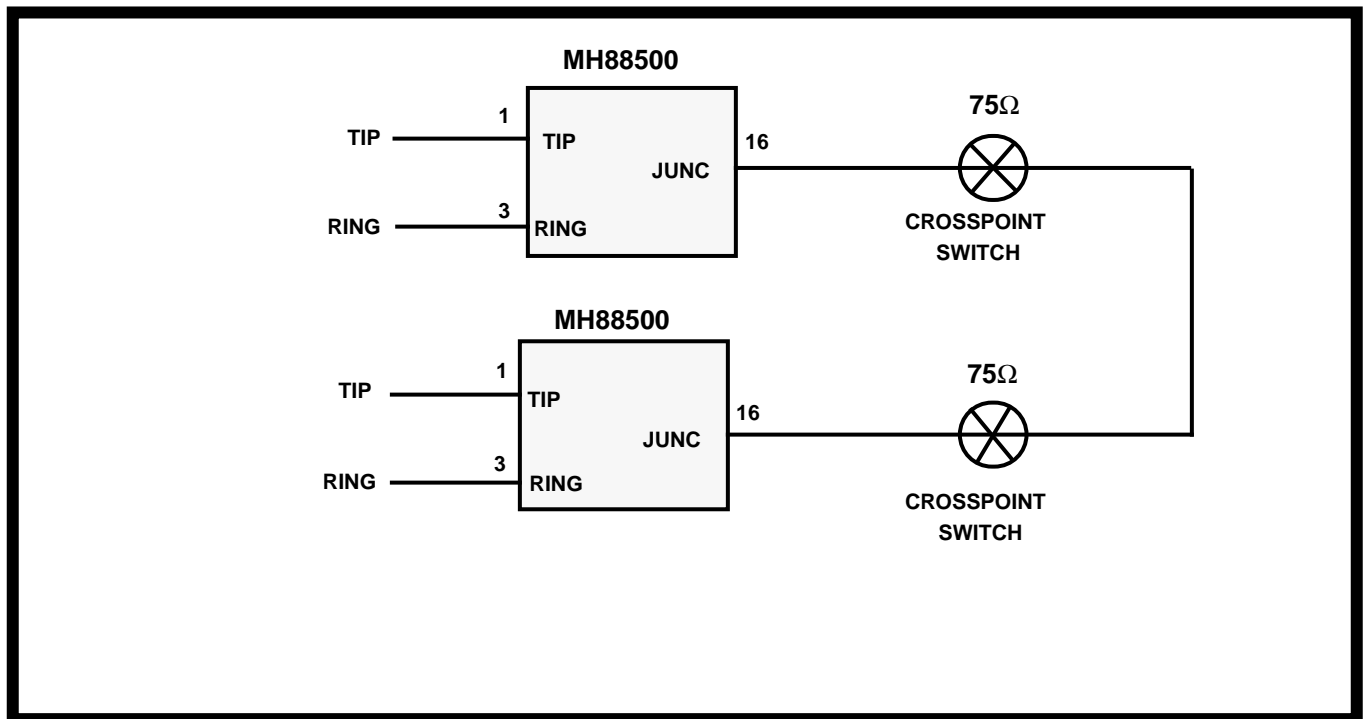 MH88500
75Ω
1
TIP
TIP
16
JUNC
3
RING
RING
CROSSPOINT
SWITCH
MH88500
75Ω
1
TIP
TIP
16
JUNC
3
RING
RING
CROSSPOINT
SWITCH